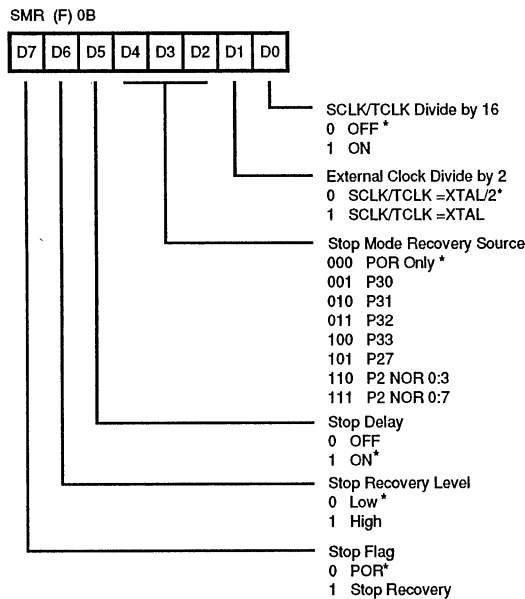 SMR (F) 0B
D7 D6 D5 D4 D3 D2 D1 D0
SCLK/TCLK Divide by 16
0 OFF *
1 ON
External Clock Divide by 2
0 SCLK/TCLK =XTAL/2*
1 SCLK/TCLK =XTAL
Stop Mode Recovery Source
000 POR Only *
001 P30
010 P31
011 P32
100 P33
101 P27
110 P2 NOR 0:3
111 P2 NOR 0:7
Stop Delay
0 OFF
1 ON*
Stop Recovery Level
0 Low *
1 High
Stop Flag
0 POR*
1 Stop Recovery